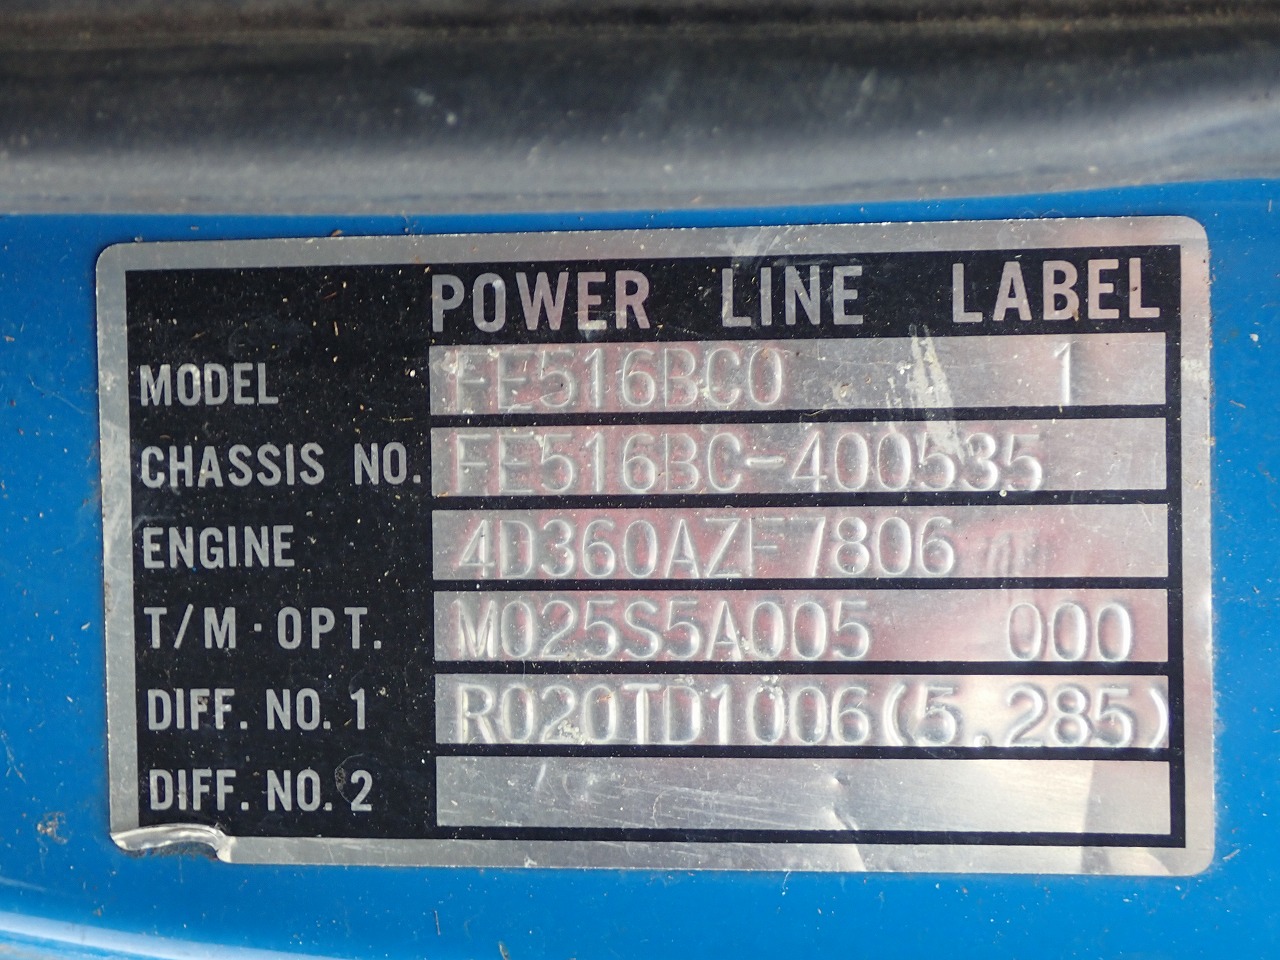 POWER LINE LABEL
MODEL FE516BC0 1
CHASSIS NO. FE516BC-400535
ENGINE 4D360AZF7806
T/M·OPT. M025S5A005 000
DIFF. NO. 1 R020TD1006(5.285)
DIFF. NO. 2